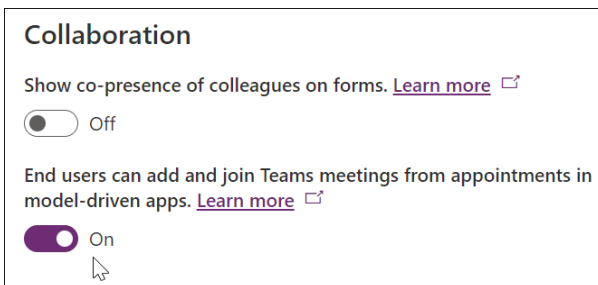 Collaboration
Show co-presence of colleagues on forms. Learn more
Off
End users can add and join Teams meetings from appointments in
model-driven apps. Learn more
On